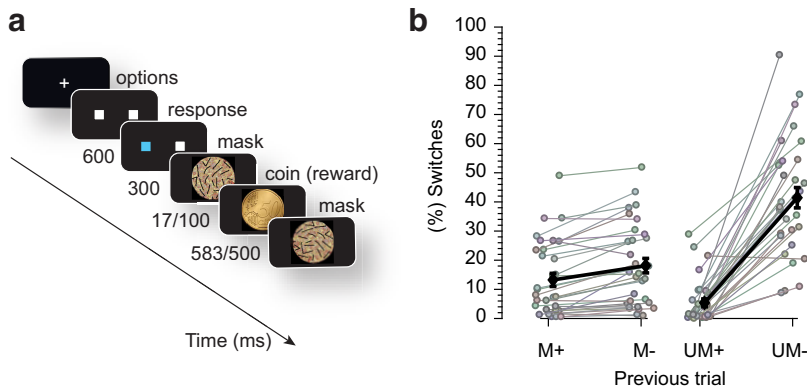 a
options
response
mask
coin (reward)
mask
600
300
17/100
583/500
Time (ms)
b
(%) Switches
100
90
80
70
60
50
40
30
20
10
0
M+ M- UM+ UM-
Previous trial